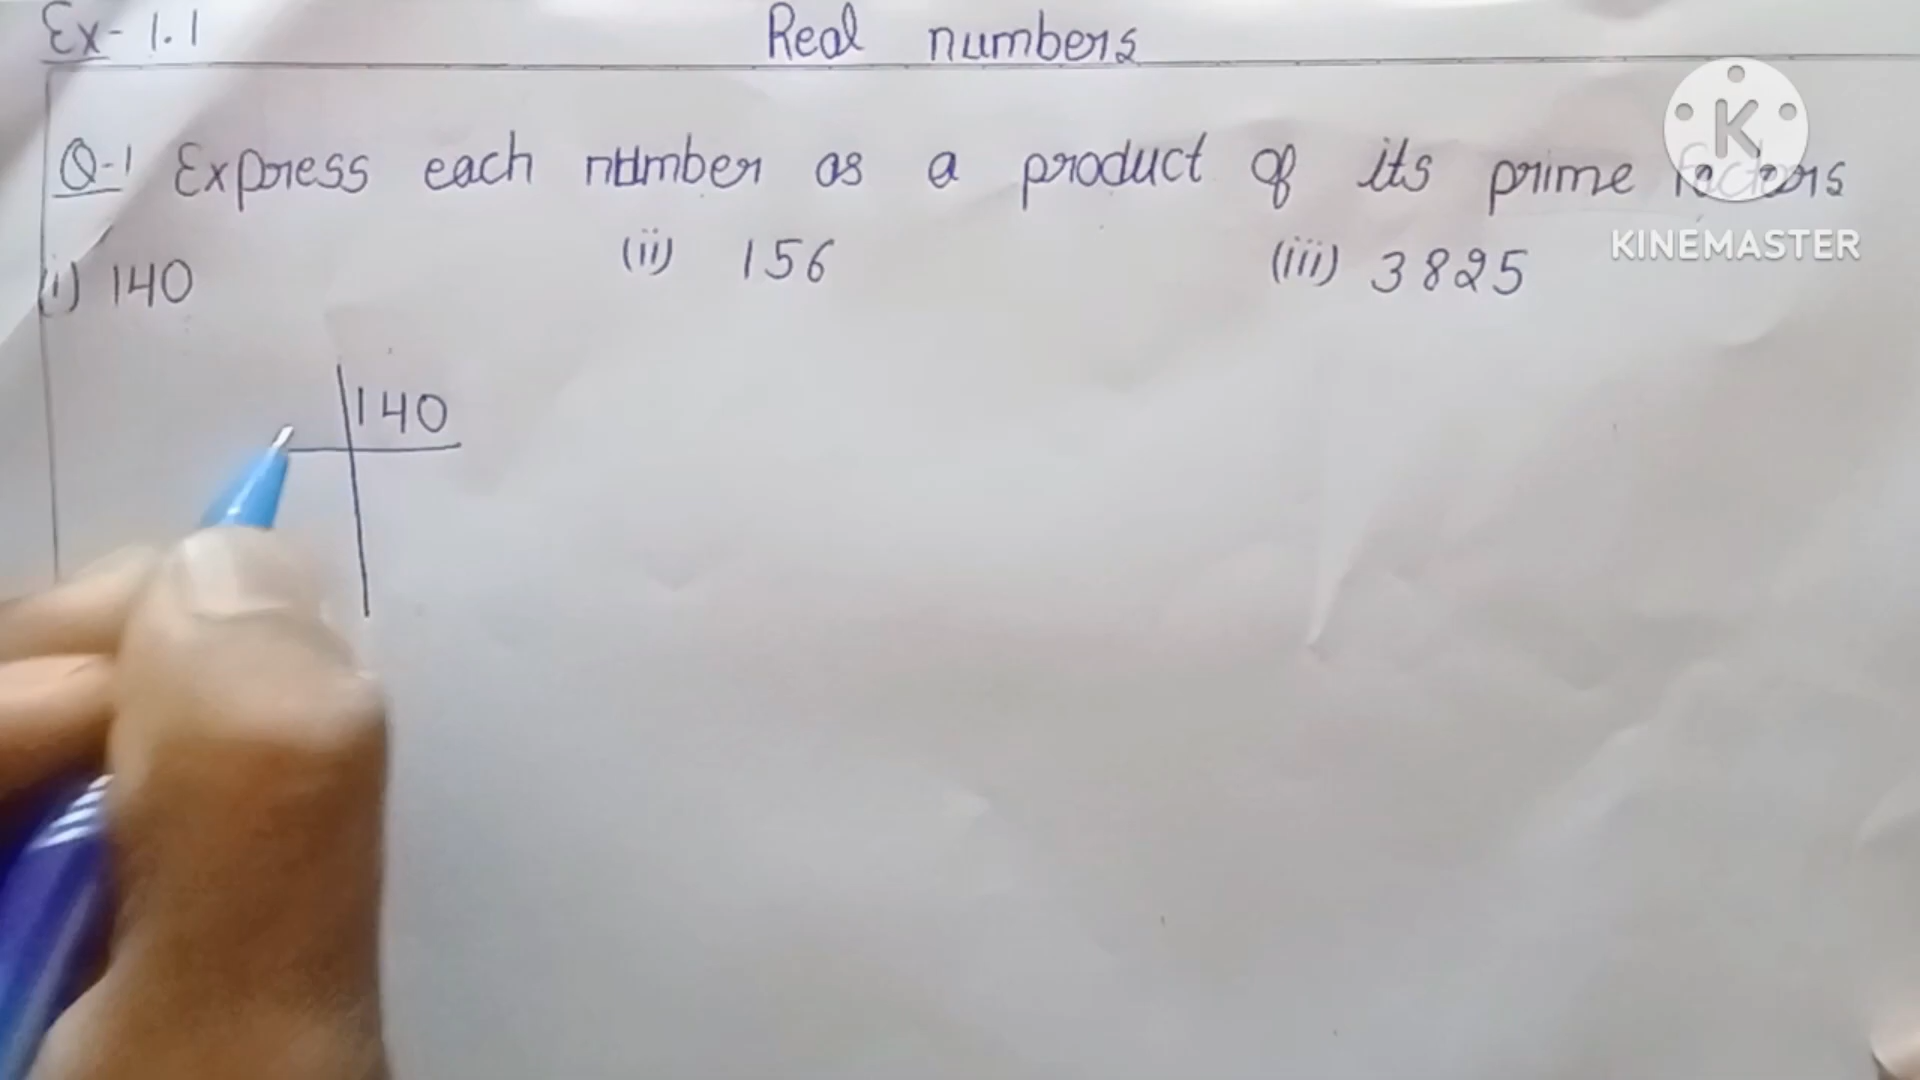 Ex- 1.1 Real numbers
Q-1 Express each number as a product of its prime factors
(i) 140 (ii) 156 (iii) 3825
140
K
KINEMASTER